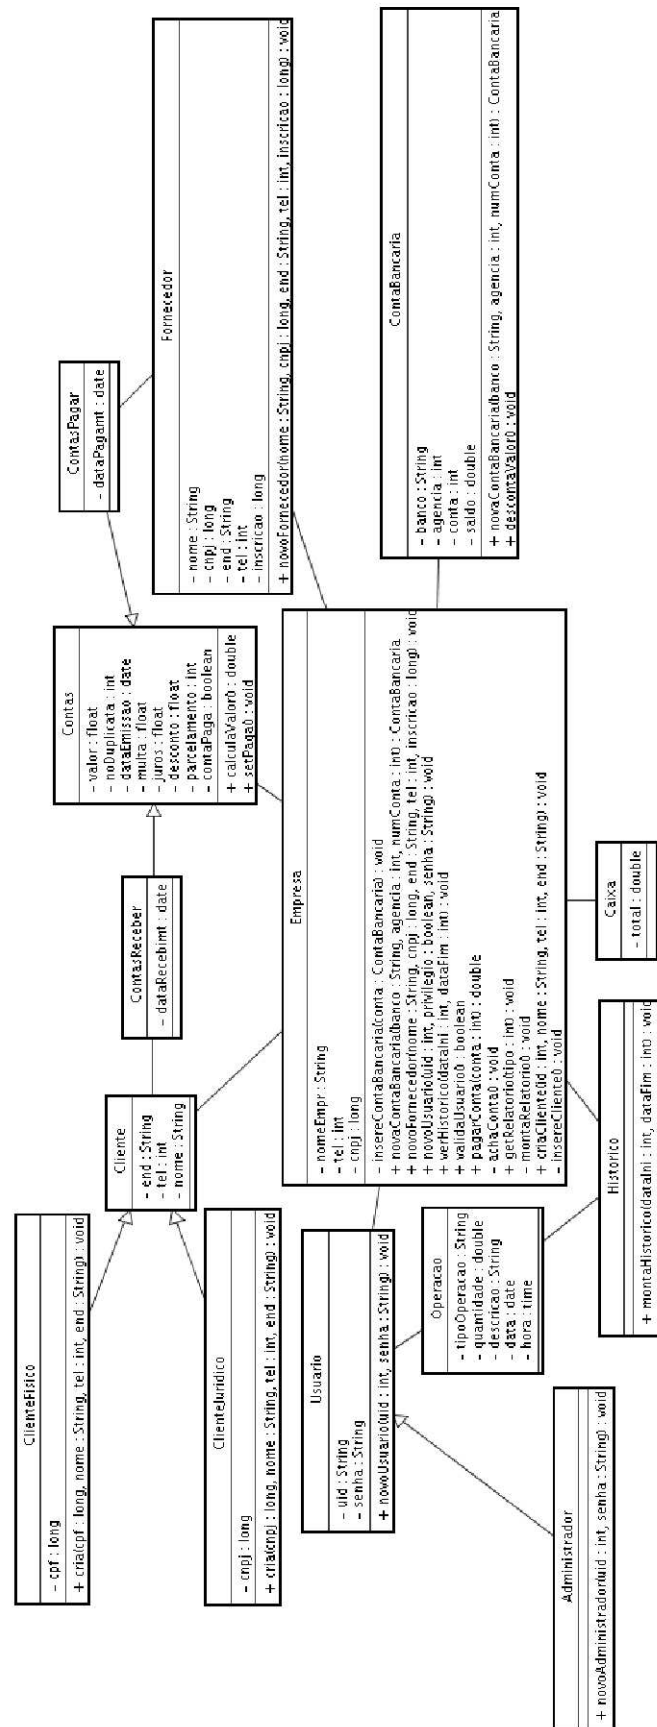 ClienteFisico
- cpf : long
+ cria(cpf : long, nome : String, tel : int, end : String) : void
ClienteJuridico
- cnpj : long
+ cria(cnpj : long, nome : String, tel : int, end : String) : void
Cliente
- end : String
- tel : int
- nome : String
ContasReceber
- dataRecebimt : date
Contas
- valor : float
- noDuplicata : int
- dataEmissao : date
- multa : float
- juros : float
- desconto : float
- parcelamento : int
- contaPaga : boolean
+ calculaValor() : double
+ setPaga() : void
ContasPagar
- dataPagamt : date
Fornecedor
- nome : String
- cnpj : long
- end : String
- tel : int
- inscricao : long
+ novoFornecedor(nome : String, cnpj : long, end : String, tel : int, inscricao : long) : void
Usuario
- uid : String
- senha : String
+ novoUsuario(uid : int, senha : String) : void
Empresa
- nomeEmpr : String
- tel : int
- cnpj : long
- insereContaBancaria(conta : ContaBancaria) : void
+ novaContaBancaria(banco : String, agencia : int, numConta : int) : ContaBancaria
+ novoFornecedor(nome : String, cnpj : long, end : String, tel : int, inscricao : long) : void
+ novoUsuario(uid : int, privilegio : boolean, senha : String) : void
+ verHistorico(dataIni : int, dataFim : int) : void
+ validaUsuario() : boolean
+ pagarConta(conta : int) : double
- achaConta() : void
+ getRelatorio(tipo : int) : void
- montaRelatorio() : void
+ criaCliente(id : int, nome : String, tel : int, end : String) : void
- insereCliente() : void
ContaBancaria
- banco : String
- agencia : int
- conta : int
- saldo : double
+ novaContaBancaria(banco : String, agencia : int, numConta : int) : ContaBancaria
+ descontaValor() : void
Operacao
- tipoOperacao : String
- quantidade : double
- descricao : String
- data : date
- hora : time
Administrador
+ novoAdministrador(uid : int, senha : String) : void
Historico
+ montaHistorico(dataIni : int, dataFim : int) : void
Caixa
- total : double